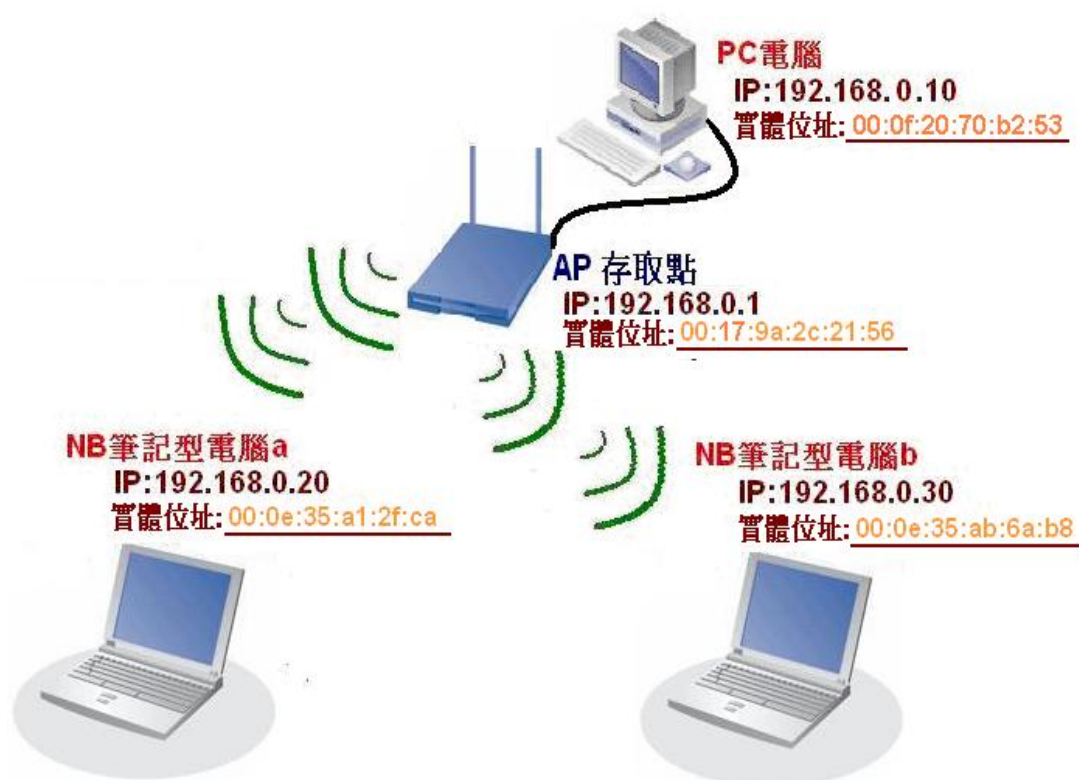 PC電腦
IP:192.168.0.10
實體位址: 00:0f:20:70:b2:53
AP 存取點
IP:192.168.0.1
實體位址: 00:17:9a:2c:21:56
NB筆記型電腦a
IP:192.168.0.20
實體位址: 00:0e:35:a1:2f:ca
NB筆記型電腦b
IP:192.168.0.30
實體位址: 00:0e:35:ab:6a:b8